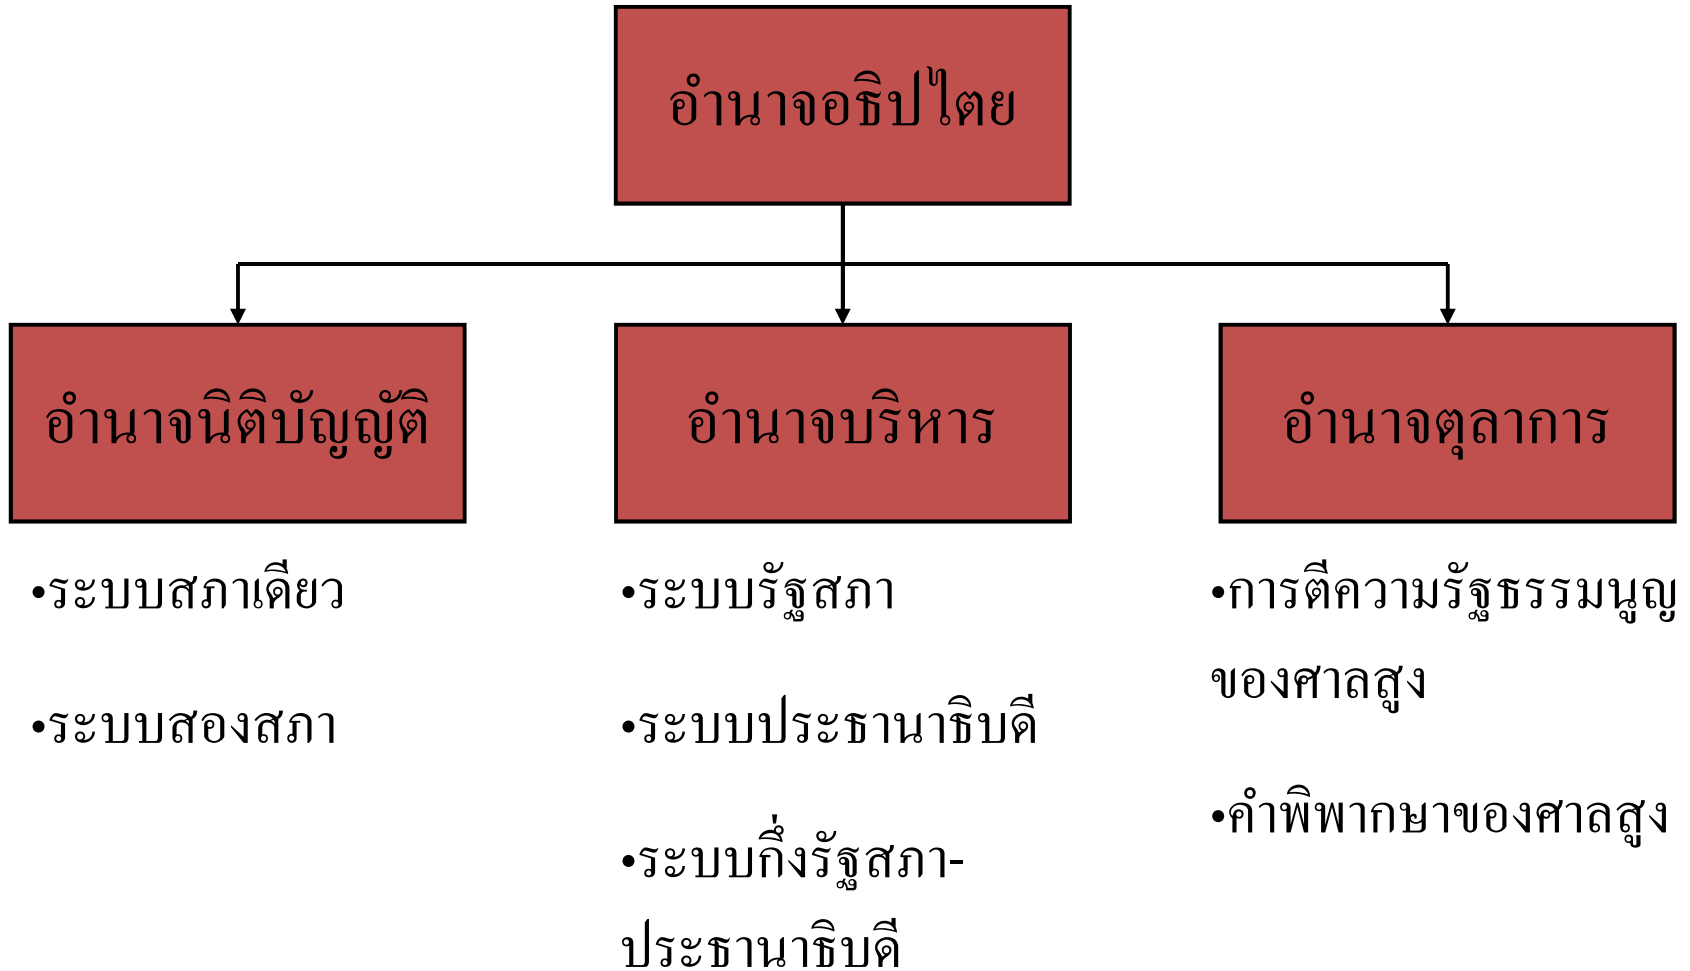 อำนาจอธิปไตย
อำนาจนิติบัญญัติ
•ระบบสภาเดียว
•ระบบสองสภา
อำนาจบริหาร
•ระบบรัฐสภา
•ระบบประธานาธิบดี
•ระบบกึ่งรัฐสภา-
ประธานาธิบดี
อำนาจตุลาการ
•การตีความรัฐธรรมนูญ
ของศาลสูง
•คำพิพากษาของศาลสูง